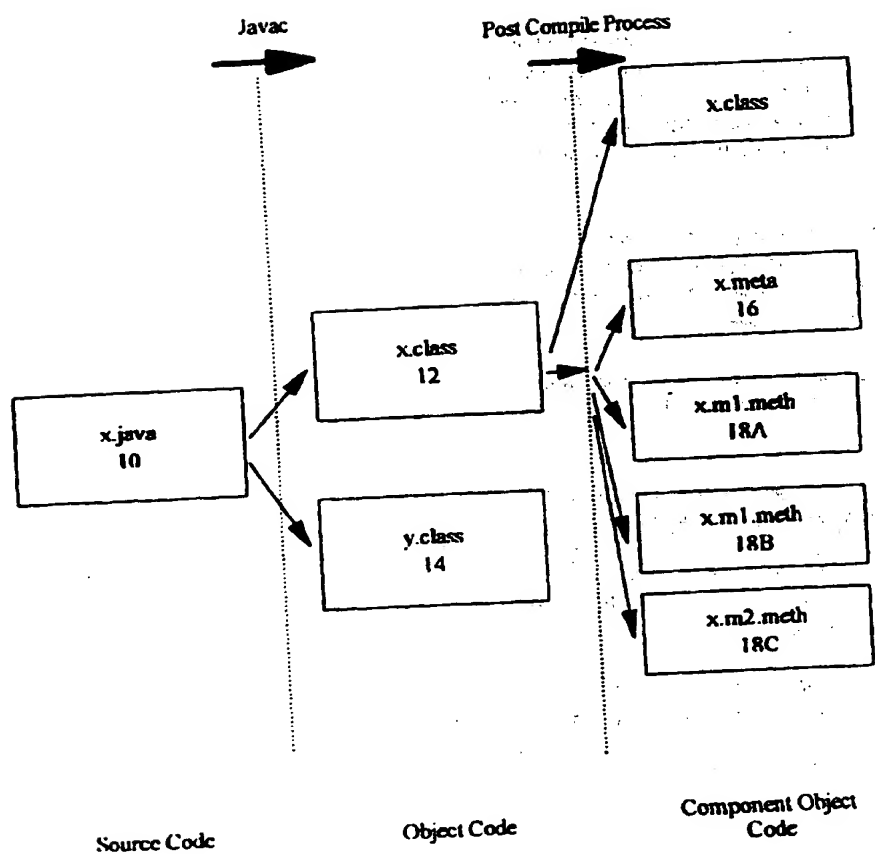 Javac
Post Compile Process
x.class
x.meta
16
x.class
12
x.java
10
x.m1.meth
18A
x.m1.meth
18B
y.class
14
x.m2.meth
18C
Source Code
Object Code
Component Object
Code